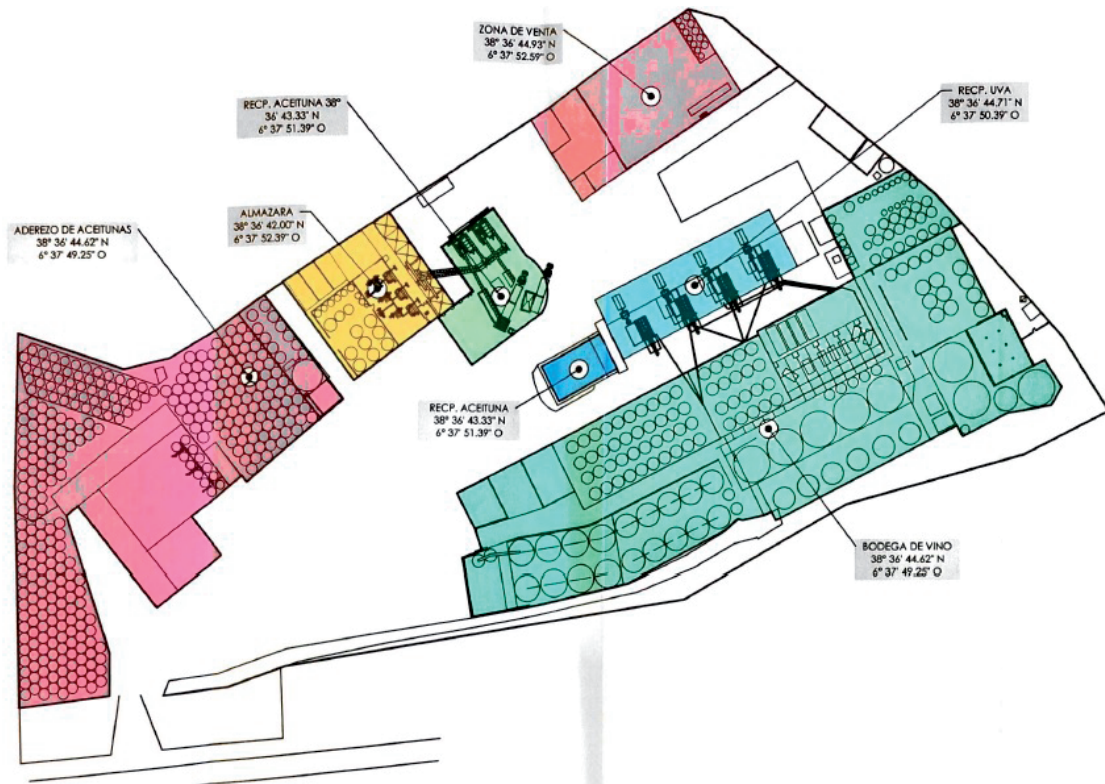 ZONA DE VENTA
38° 36' 44.93" N
6° 37' 52.59" O
RECP. UVA
38° 36' 44.71" N
6° 37' 50.39" O
RECP. ACEITUNA 38°
36' 43.33" N
6° 37' 51.39" O
ALMAZARA
38° 36' 42.00" N
6° 37' 52.39" O
ADEREZO DE ACEITUNAS
38° 36' 44.62" N
6° 37' 49.25" O
RECP. ACEITUNA
38° 36' 43.33" N
6° 37' 51.39" O
BODEGA DE VINO
38° 36' 44.62" N
6° 37' 49.25" O